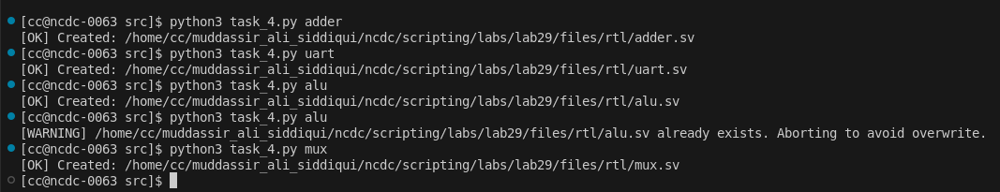 [cc@ncdc-0063 src]$ python3 task_4.py adder
[OK] Created: /home/cc/muddassir_ali_siddiqui/ncdc/scripting/labs/lab29/files/rtl/adder.sv
[cc@ncdc-0063 src]$ python3 task_4.py uart
[OK] Created: /home/cc/muddassir_ali_siddiqui/ncdc/scripting/labs/lab29/files/rtl/uart.sv
[cc@ncdc-0063 src]$ python3 task_4.py alu
[OK] Created: /home/cc/muddassir_ali_siddiqui/ncdc/scripting/labs/lab29/files/rtl/alu.sv
[cc@ncdc-0063 src]$ python3 task_4.py alu
[WARNING] /home/cc/muddassir_ali_siddiqui/ncdc/scripting/labs/lab29/files/rtl/alu.sv already exists. Aborting to avoid overwrite.
[cc@ncdc-0063 src]$ python3 task_4.py mux
[OK] Created: /home/cc/muddassir_ali_siddiqui/ncdc/scripting/labs/lab29/files/rtl/mux.sv
[cc@ncdc-0063 src]$